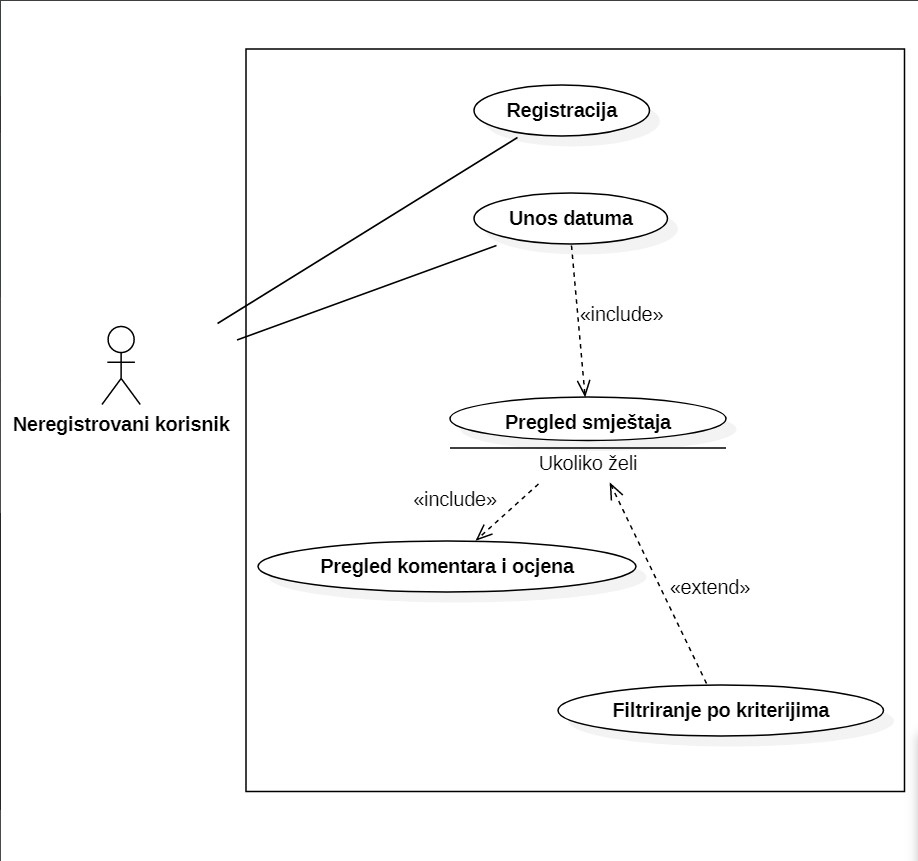 Registracija
Unos datuma
«include»
Neregistrovani korisnik
Pregled smještaja
Ukoliko želi
«include»
Pregled komentara i ocjena
«extend»
Filtriranje po kriterijima